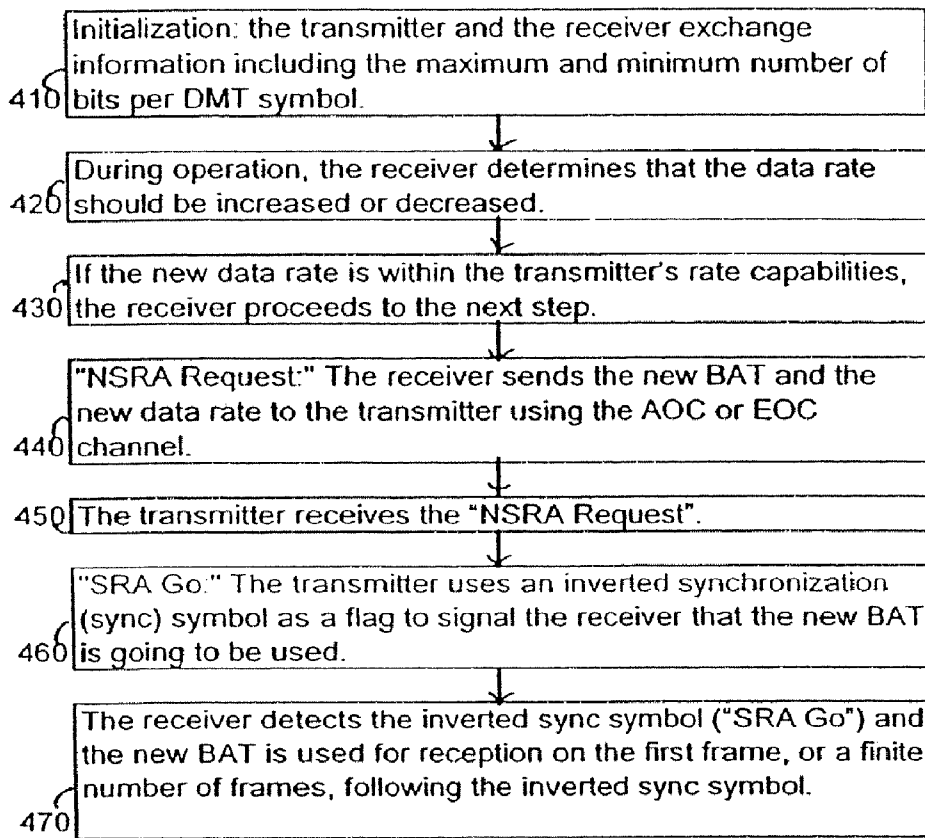 Initialization: the transmitter and the receiver exchange
information including the maximum and minimum number of
410 bits per DMT symbol.
During operation, the receiver determines that the data rate
420 should be increased or decreased.
If the new data rate is within the transmitter's rate capabilities,
430 the receiver proceeds to the next step.
"NSRA Request:" The receiver sends the new BAT and the
new data rate to the transmitter using the AOC or EOC
440 channel.
450 The transmitter receives the "NSRA Request".
"SRA Go:" The transmitter uses an inverted synchronization
(sync) symbol as a flag to signal the receiver that the new BAT
460 is going to be used.
The receiver detects the inverted sync symbol ("SRA Go") and
the new BAT is used for reception on the first frame, or a finite
number of frames, following the inverted sync symbol.
470